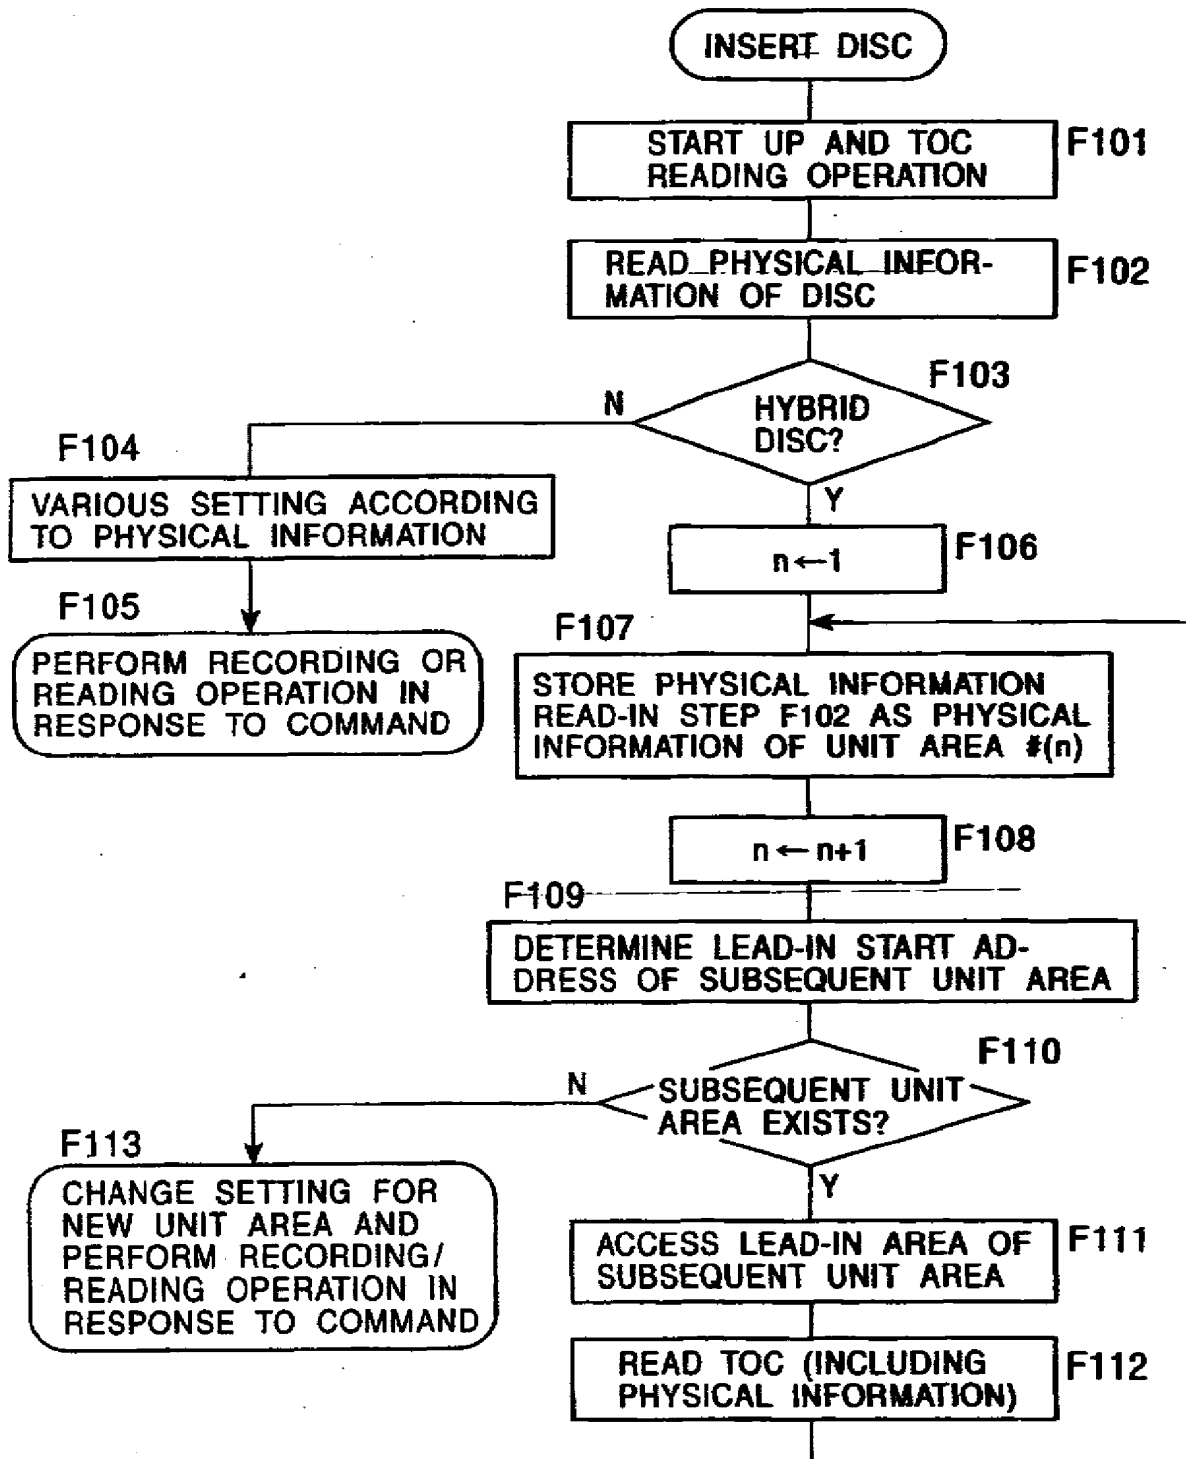 INSERT DISC
START UP AND TOC
READING OPERATION
F101
READ PHYSICAL INFOR-
MATION OF DISC
F102
F103
HYBRID
DISC?
N
Y
F104
VARIOUS SETTING ACCORDING
TO PHYSICAL INFORMATION
F105
PERFORM RECORDING OR
READING OPERATION IN
RESPONSE TO COMMAND
n←1
F106
F107
STORE PHYSICAL INFORMATION
READ-IN STEP F102 AS PHYSICAL
INFORMATION OF UNIT AREA #(n)
n←n+1
F108
F109
DETERMINE LEAD-IN START AD-
DRESS OF SUBSEQUENT UNIT AREA
F110
SUBSEQUENT UNIT
AREA EXISTS?
N
Y
F113
CHANGE SETTING FOR
NEW UNIT AREA AND
PERFORM RECORDING/
READING OPERATION IN
RESPONSE TO COMMAND
ACCESS LEAD-IN AREA OF
SUBSEQUENT UNIT AREA
F111
READ TOC (INCLUDING
PHYSICAL INFORMATION)
F112